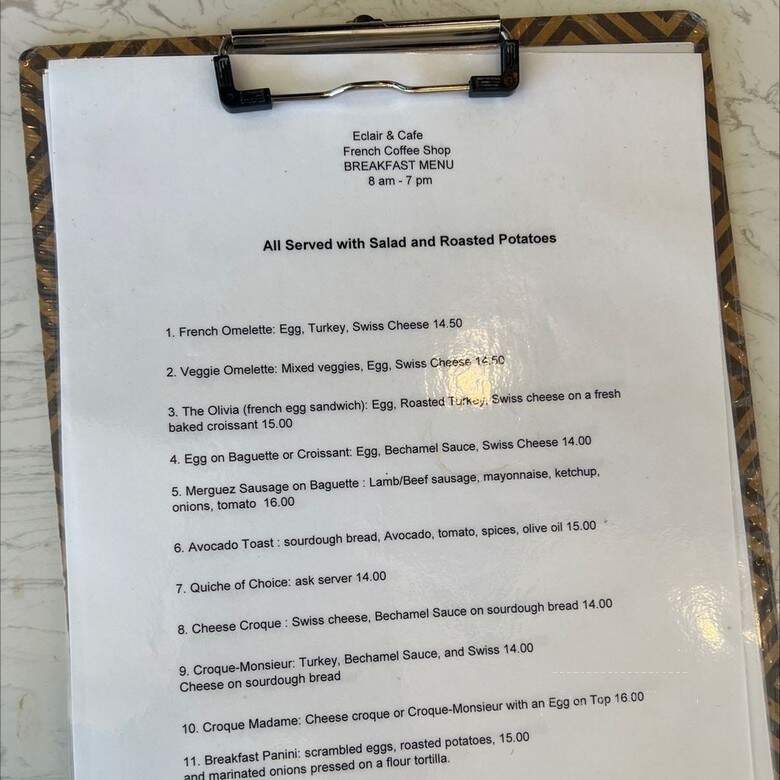 Eclair & Cafe
French Coffee Shop
BREAKFAST MENU
8 am - 7 pm
All Served with Salad and Roasted Potatoes
1. French Omelette: Egg, Turkey, Swiss Cheese 14.50
2. Veggie Omelette: Mixed veggies, Egg, Swiss Cheese 14.50
3. The Olivia (french egg sandwich): Egg, Roasted Turkey, Swiss cheese on a fresh
baked croissant 15.00
4. Egg on Baguette or Croissant: Egg, Bechamel Sauce, Swiss Cheese 14.00
5. Merguez Sausage on Baguette : Lamb/Beef sausage, mayonnaise, ketchup,
onions, tomato 16.00
6. Avocado Toast : sourdough bread, Avocado, tomato, spices, olive oil 15.00
7. Quiche of Choice: ask server 14.00
8. Cheese Croque : Swiss cheese, Bechamel Sauce on sourdough bread 14.00
9. Croque-Monsieur: Turkey, Bechamel Sauce, and Swiss 14.00
Cheese on sourdough bread
10. Croque Madame: Cheese croque or Croque-Monsieur with an Egg on Top 16.00
11. Breakfast Panini: scrambled eggs, roasted potatoes, 15.00
and marinated onions pressed on a flour tortilla.